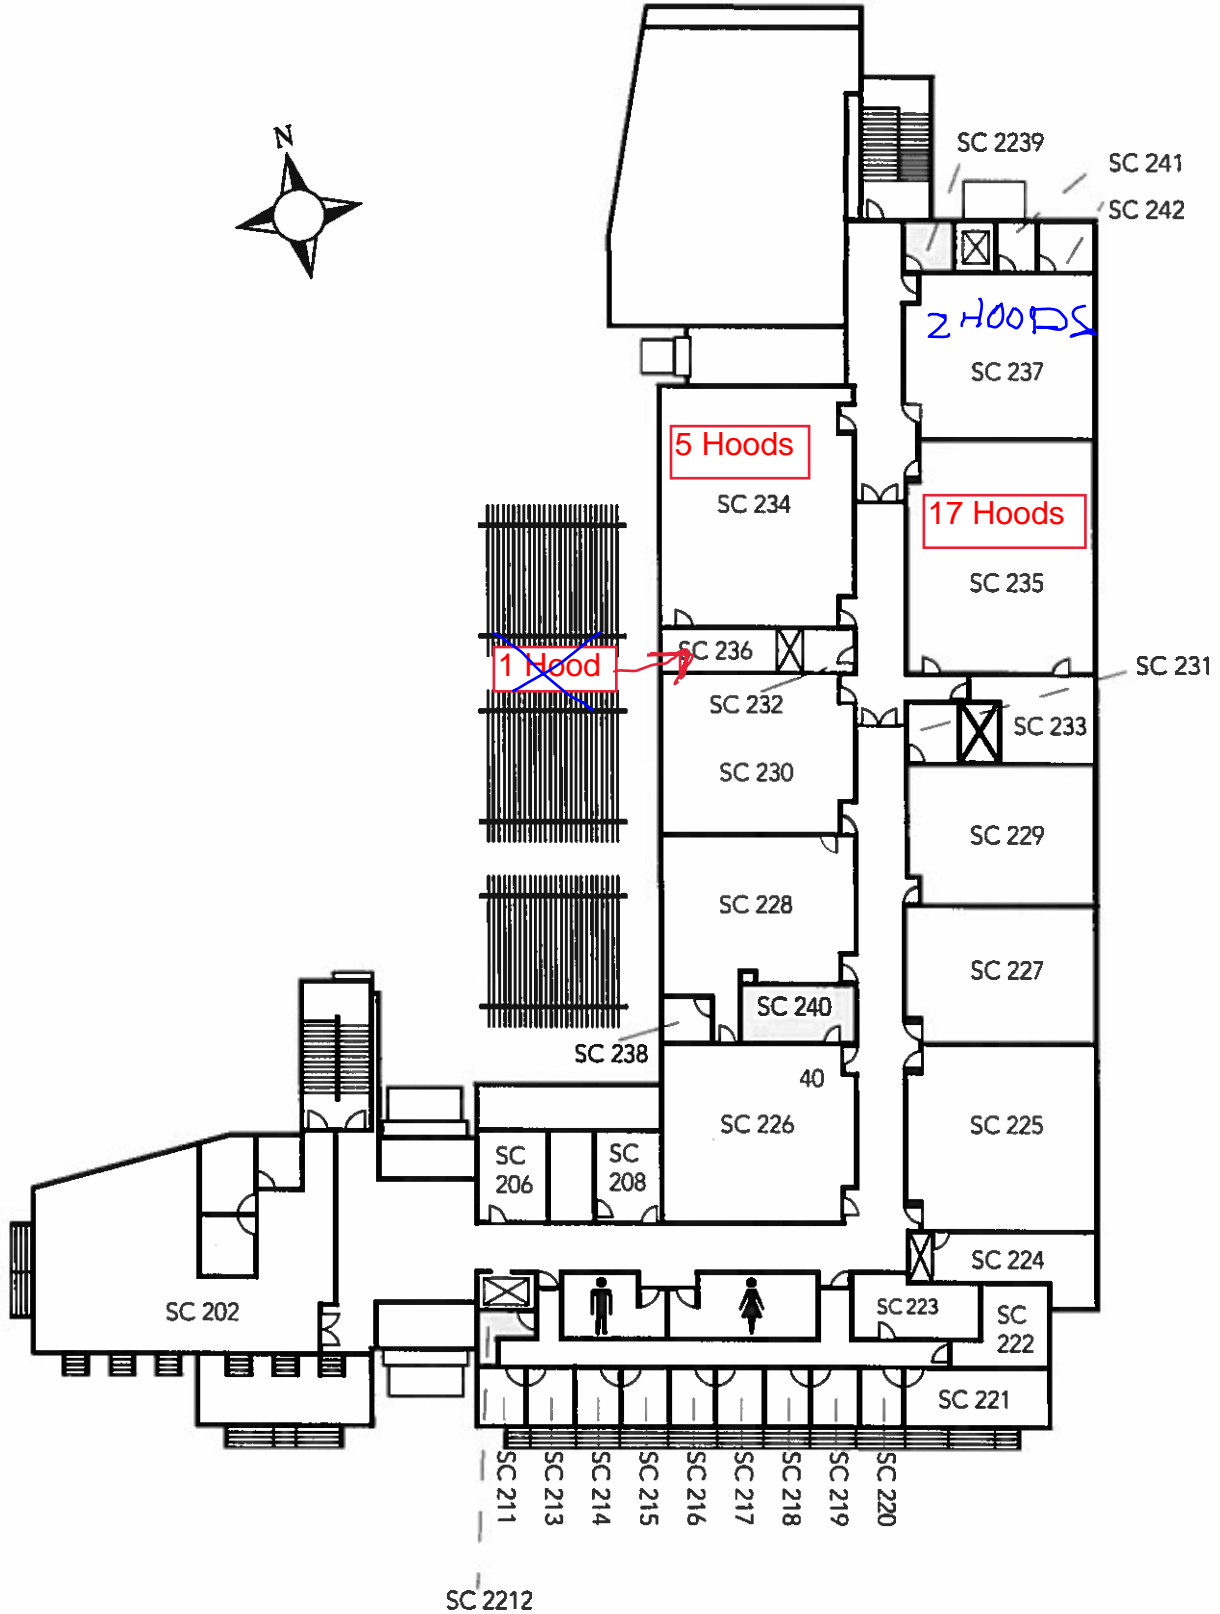 N
SC 2239
SC 241
SC 242
2 HOODS
SC 237
5 Hoods
SC 234
17 Hoods
SC 235
SC 236
1 Hood
SC 231
SC 232
SC 233
SC 230
SC 229
SC 228
SC 227
SC 240
SC 238
40
SC 226
SC 225
SC
206
SC
208
SC 224
SC 202
SC 223
SC
222
SC 221
SC 211
SC 213
SC 214
SC 215
SC 216
SC 217
SC 218
SC 219
SC 220
SC 2212